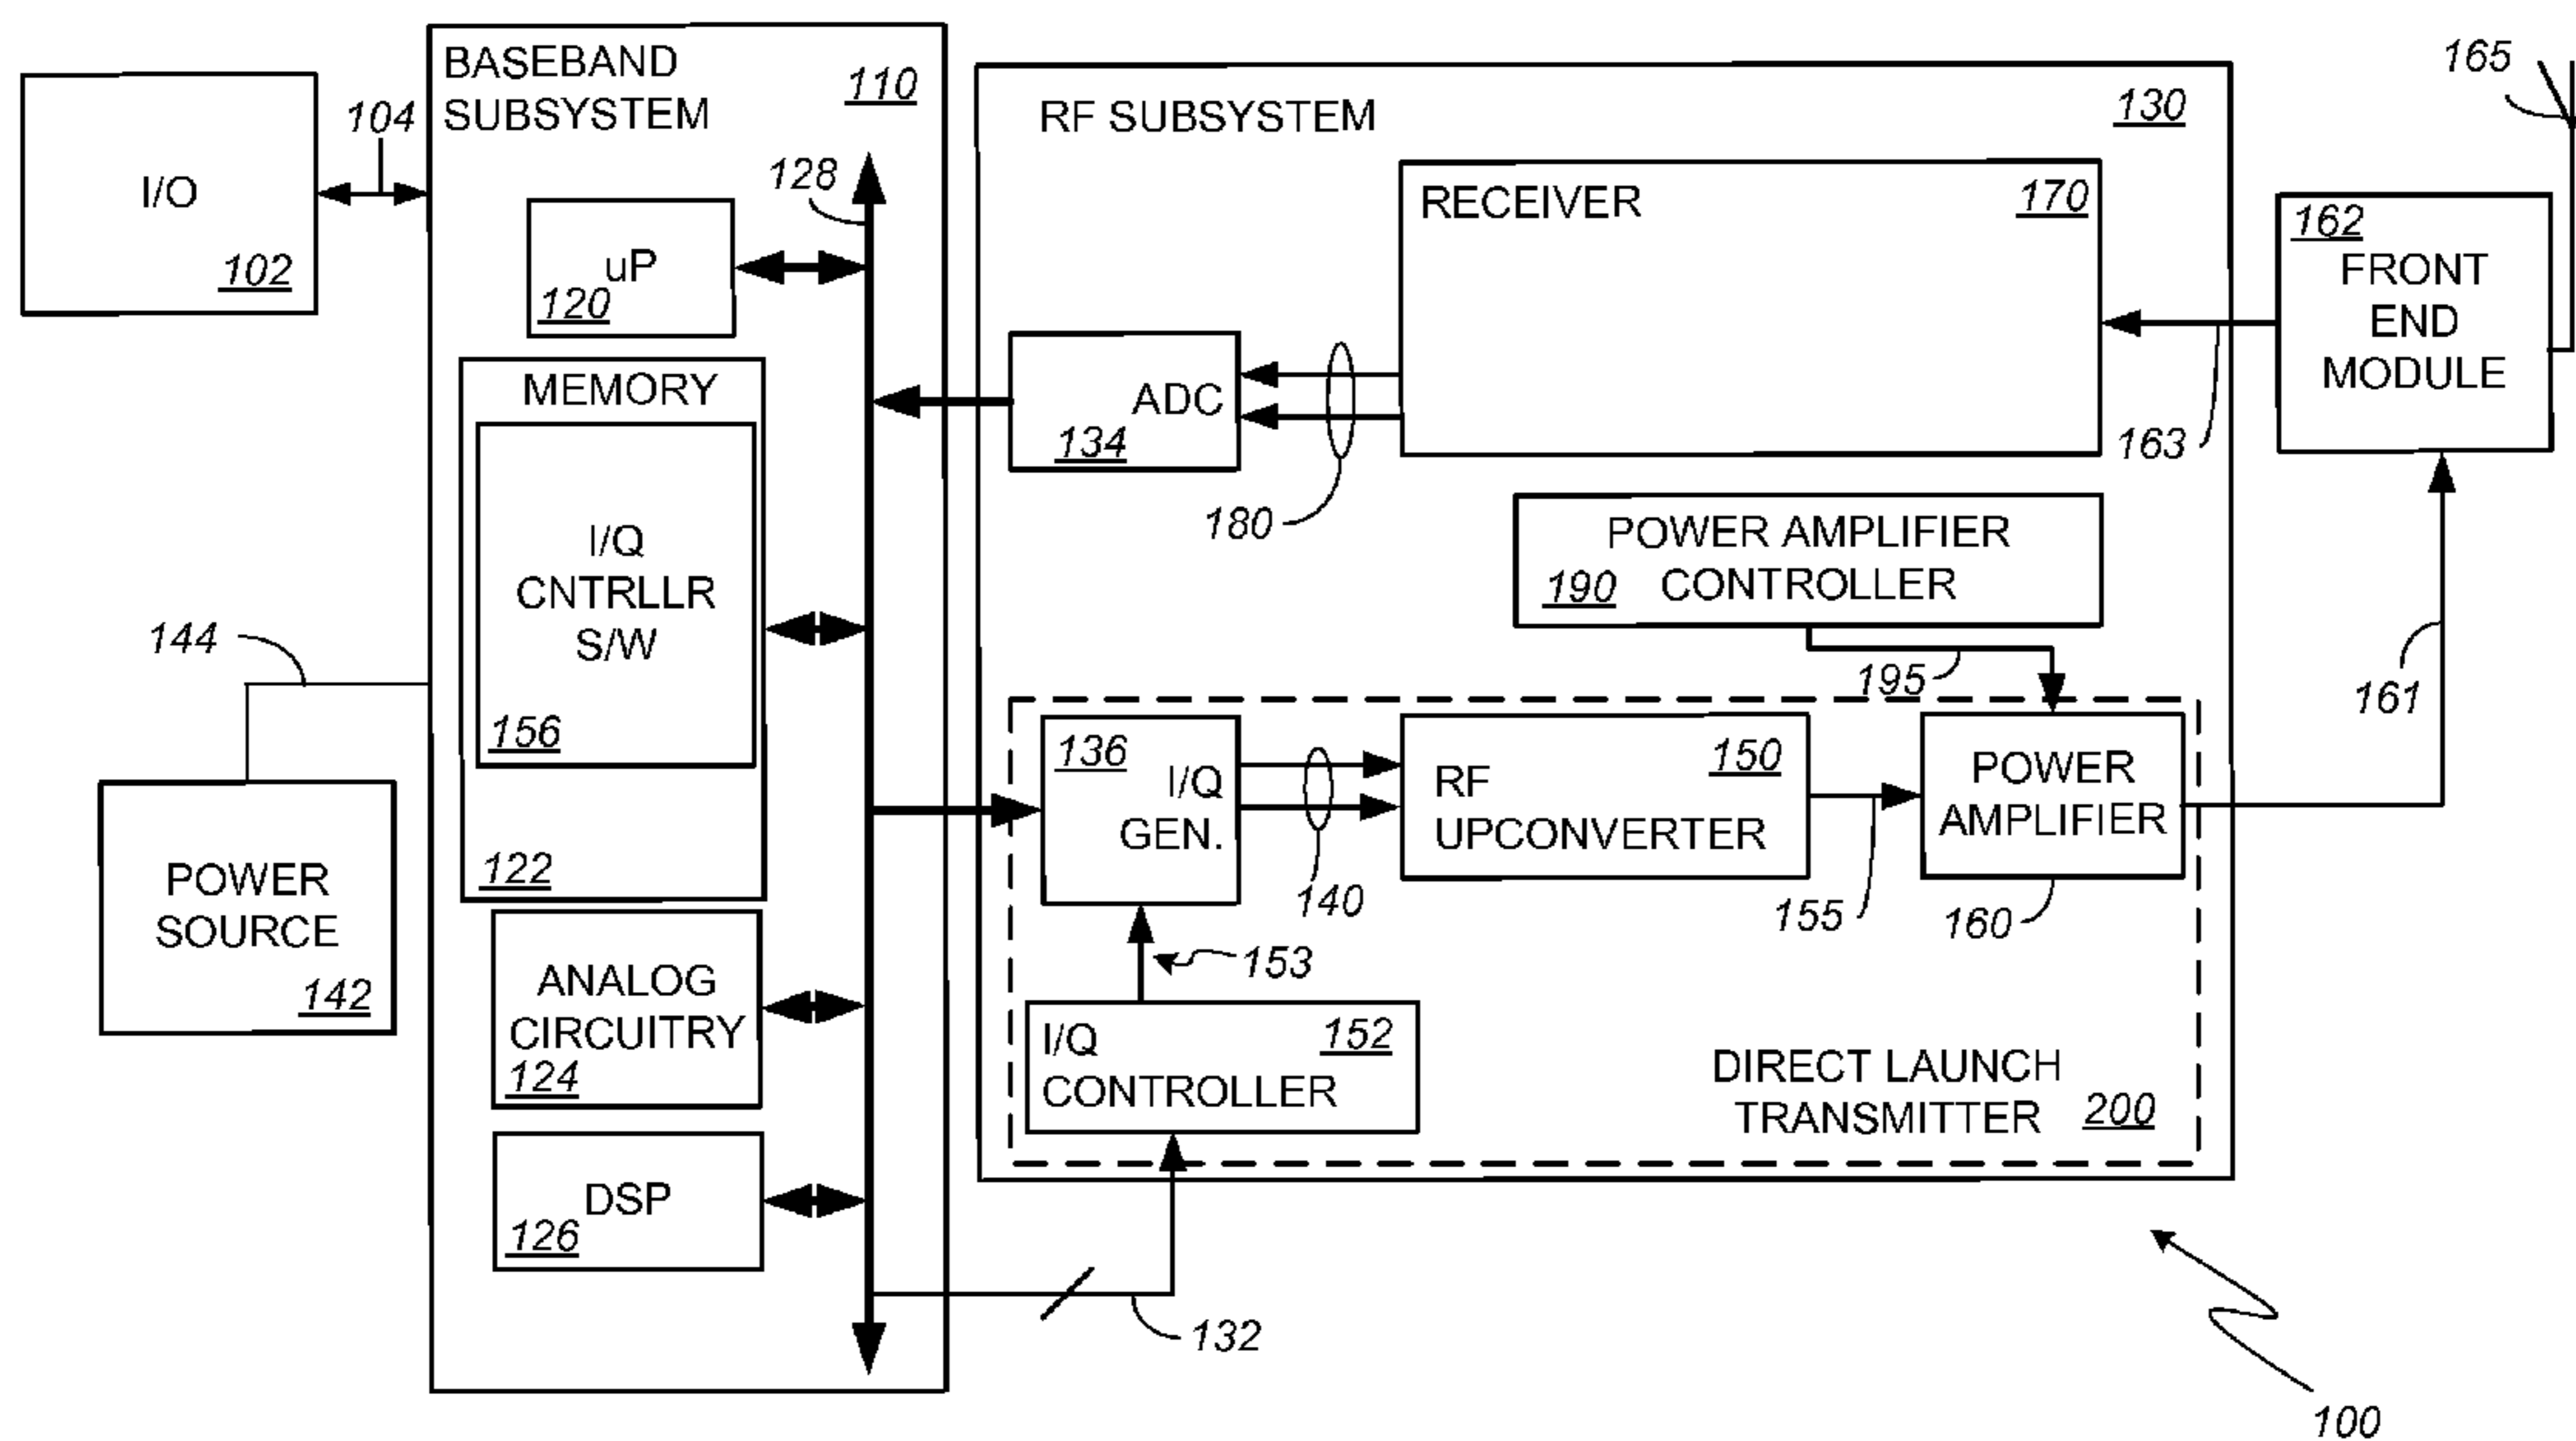 I/O
102
104
BASEBAND
SUBSYSTEM
110
128
uP
120
MEMORY
I/Q
CNTRLLR
S/W
156
122
ANALOG
CIRCUITRY
124
DSP
126
144
POWER
SOURCE
142
132
RF SUBSYSTEM
130
RECEIVER
170
ADC
134
180
POWER AMPLIFIER
CONTROLLER
190
195
136
I/Q
GEN.
140
RF
UPCONVERTER
150
155
POWER
AMPLIFIER
160
153
I/Q
CONTROLLER
152
DIRECT LAUNCH
TRANSMITTER
200
165
162
FRONT
END
MODULE
163
161
100